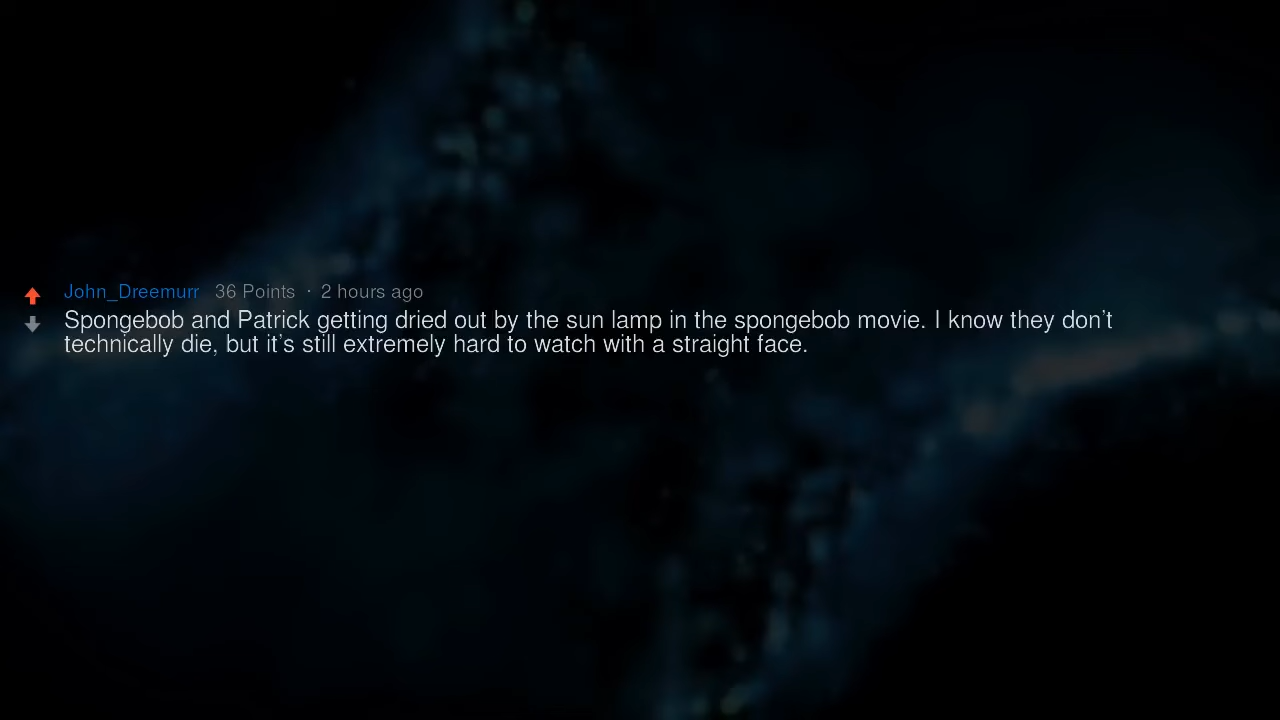 John_Dreemurr 36 Points · 2 hours ago
Spongebob and Patrick getting dried out by the sun lamp in the spongebob movie. I know they don't
technically die, but it's still extremely hard to watch with a straight face.